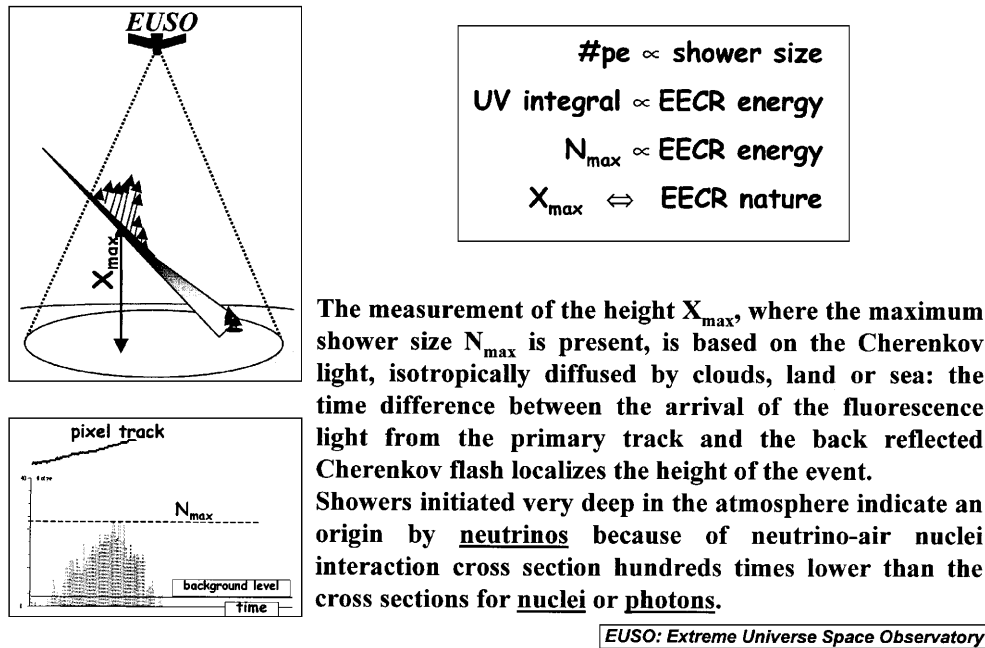 EUSO
X_max
#pe ∝ shower size
UV integral ∝ EECR energy
N_max ∝ EECR energy
X_max ⇔ EECR nature
The measurement of the height X_max, where the maximum
shower size N_max is present, is based on the Cherenkov
light, isotropically diffused by clouds, land or sea: the
time difference between the arrival of the fluorescence
light from the primary track and the back reflected
Cherenkov flash localizes the height of the event.
Showers initiated very deep in the atmosphere indicate an
origin by neutrinos because of neutrino-air nuclei
interaction cross section hundreds times lower than the
cross sections for nuclei or photons.
pixel track
N_max
background level
time
EUSO: Extreme Universe Space Observatory